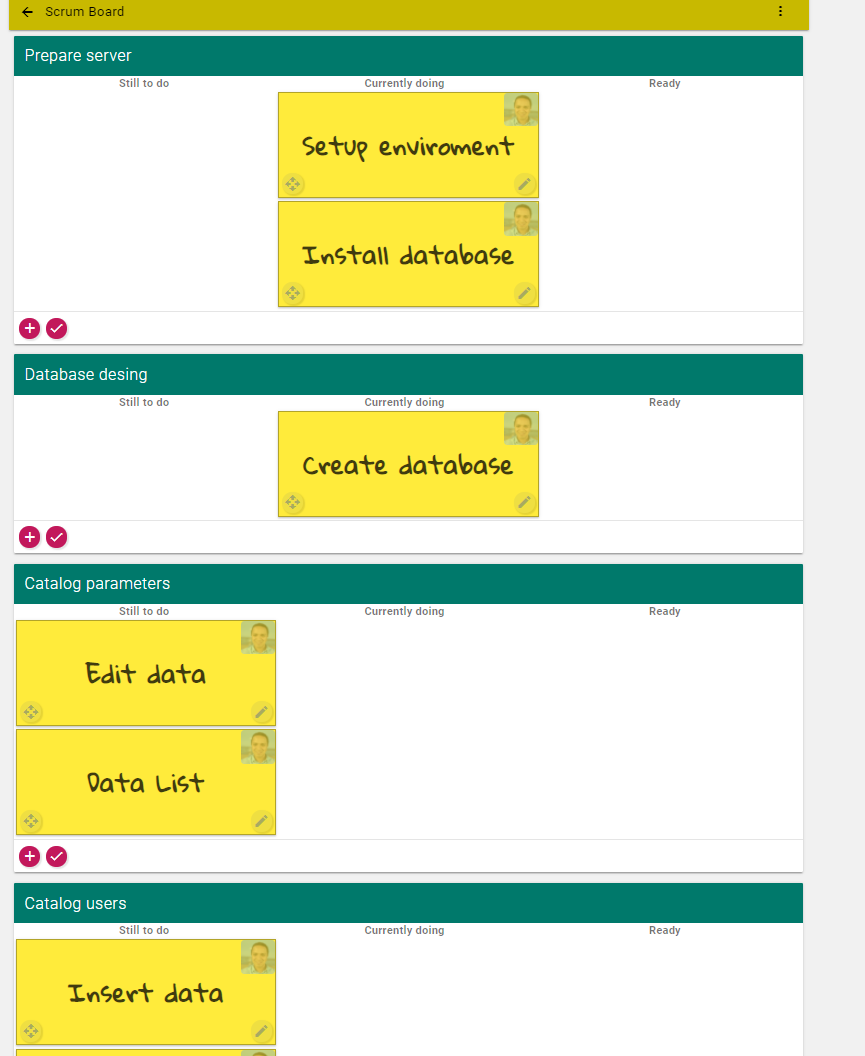 Scrum Board
Prepare server
Still to do Currently doing Ready
Setup enviroment
Install database
Database desing
Still to do Currently doing Ready
Create database
Catalog parameters
Still to do Currently doing Ready
Edit data
Data List
Catalog users
Still to do Currently doing Ready
Insert data